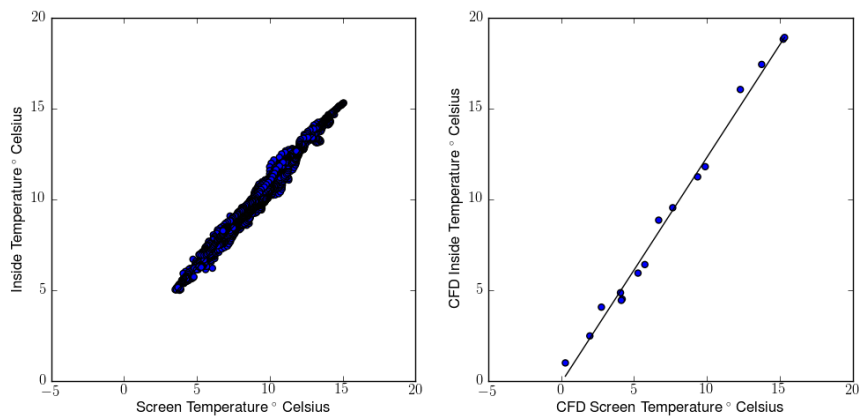 20
15
10
5
0
−5 0 5 10 15 20
Inside Temperature ° Celsius
Screen Temperature ° Celsius
20
15
10
5
0
−5 0 5 10 15 20
CFD Inside Temperature ° Celsius
CFD Screen Temperature ° Celsius